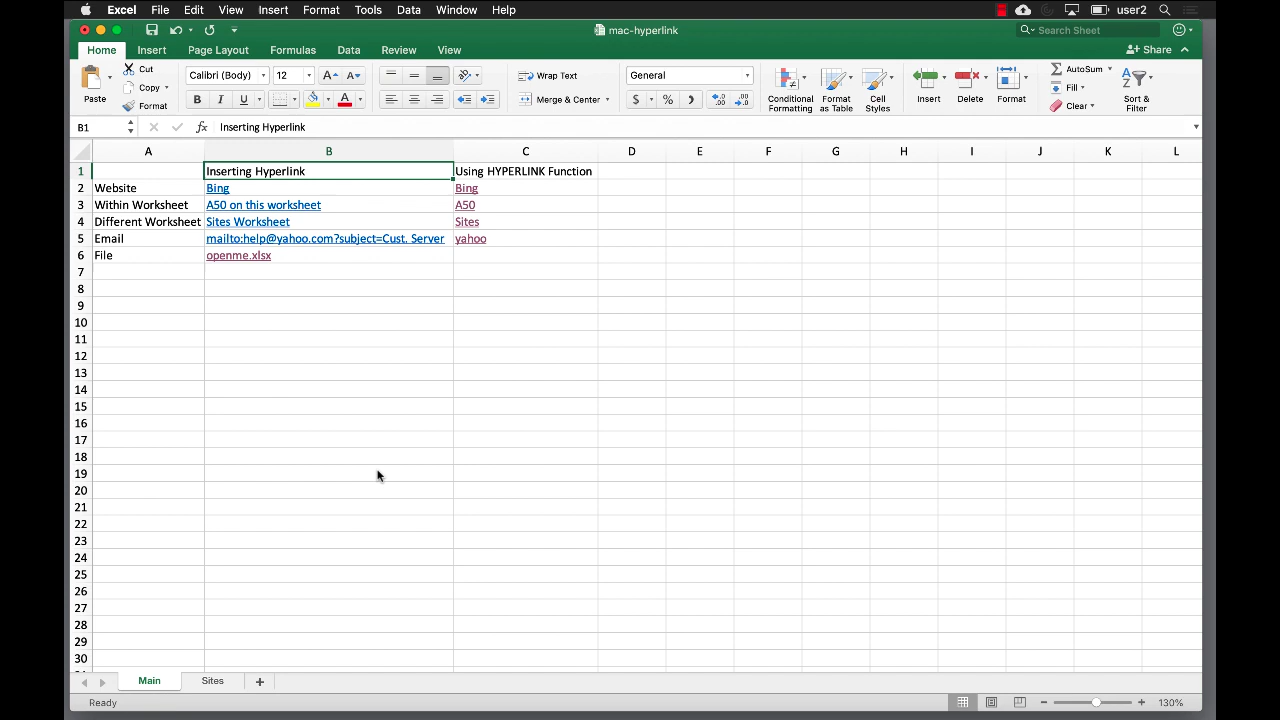 Excel File Edit View Insert Format Tools Data Window Help user2
mac-hyperlink
Search Sheet
Home Insert Page Layout Formulas Data Review View Share
Paste Cut Copy Format
Calibri (Body) 12 A A
B I U A
Wrap Text
Merge & Center
General
$ % )
Conditional Formatting
Format as Table
Cell Styles
Insert Delete Format
AutoSum
Fill
Clear
Sort & Filter
B1 fx Inserting Hyperlink
A B C D E F G H I J K L
1 Inserting Hyperlink Using HYPERLINK Function
2 Website Bing Bing
3 Within Worksheet A50 on this worksheet A50
4 Different Worksheet Sites Worksheet Sites
5 Email mailto:help@yahoo.com?subject=Cust. Server yahoo
6 File openme.xlsx
7
8
9
10
11
12
13
14
15
16
17
18
19
20
21
22
23
24
25
26
27
28
29
30
Main Sites +
Ready 130%